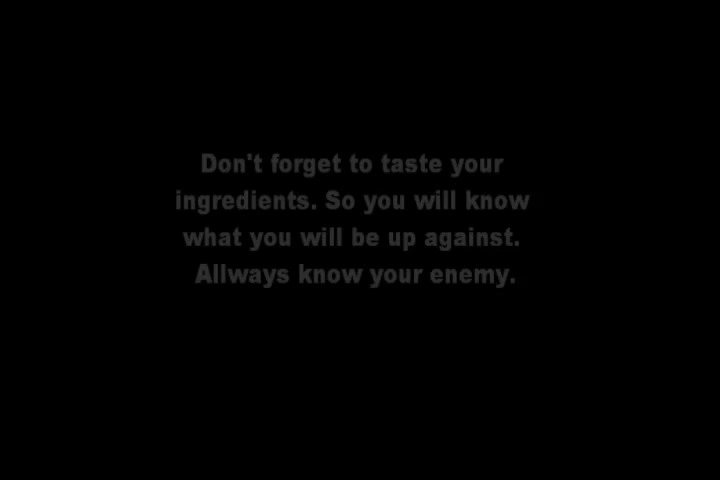 Don't forget to taste your
ingredients. So you will know
what you will be up against.
Allways know your enemy.